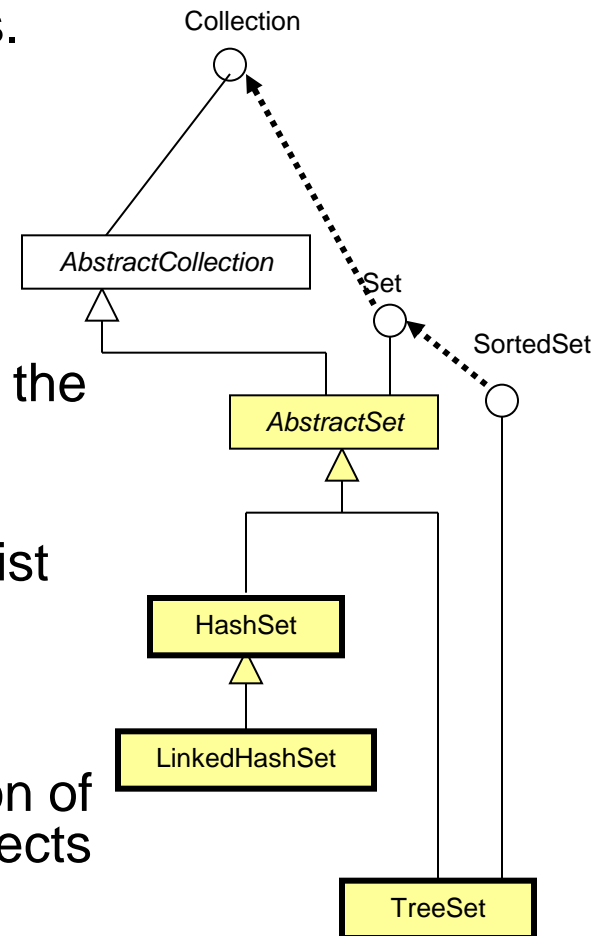 Collection
s.
AbstractCollection
Set
SortedSet
the
AbstractSet
ist
HashSet
LinkedHashSet
on of
ects
TreeSet